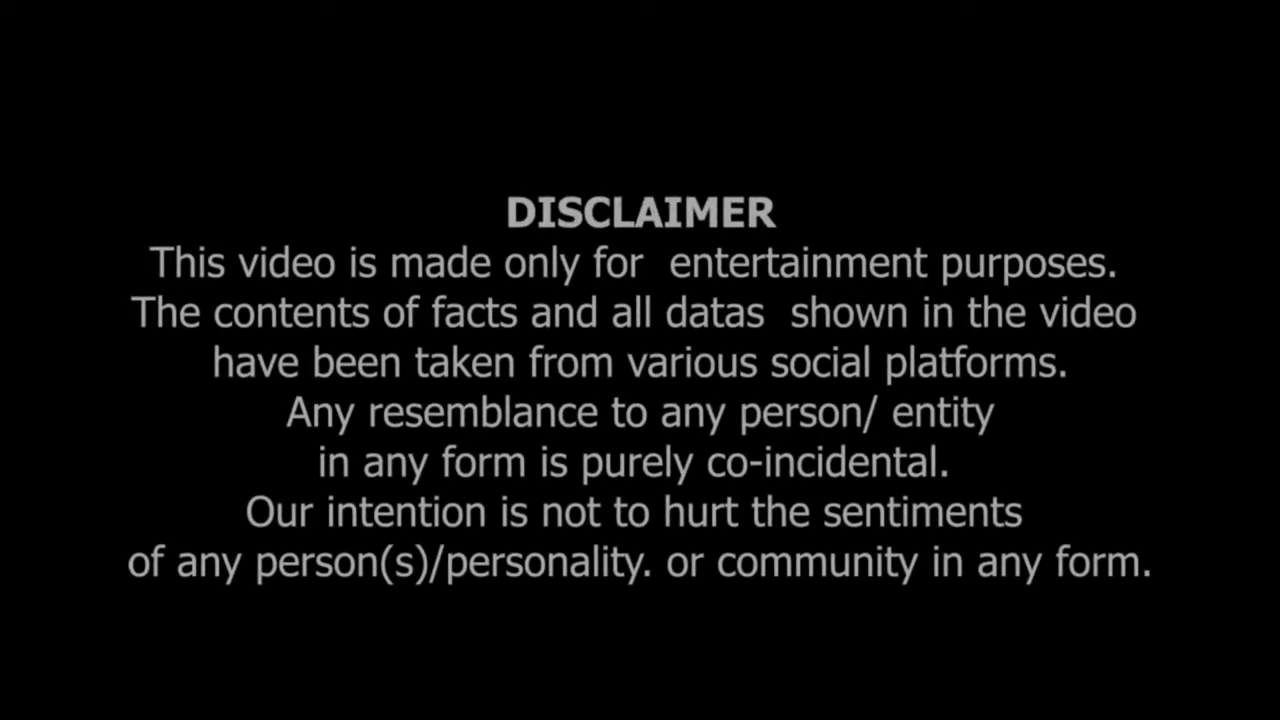 DISCLAIMER
This video is made only for  entertainment purposes.
The contents of facts and all datas  shown in the video
have been taken from various social platforms.
Any resemblance to any person/ entity
in any form is purely co-incidental.
Our intention is not to hurt the sentiments
of any person(s)/personality. or community in any form.